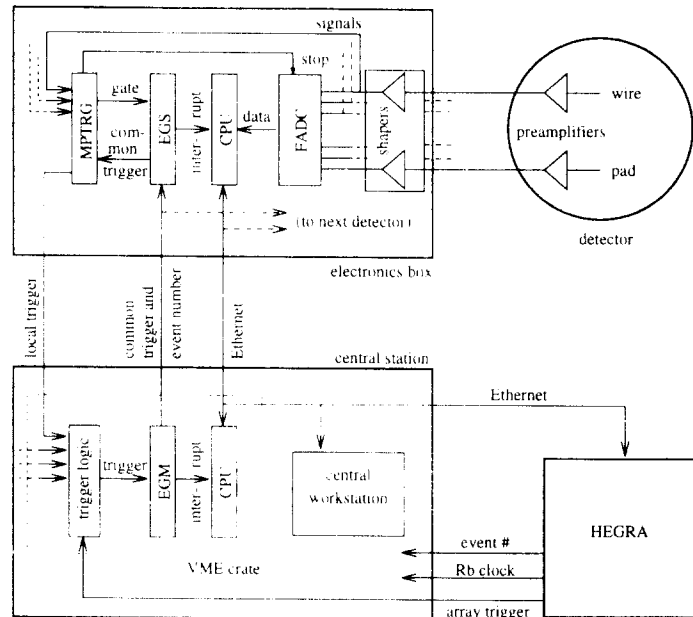 signals
stop
gate
MPTRG
EGS
inter-
rupt
CPU
data
FADC
shapers
com-
mon
trigger
wire
preamplifiers
pad
(to next detector)
detector
electronics box
local trigger
common
trigger and
event number
Ethernet
central station
Ethernet
trigger logic
trigger
EGM
inter-
rupt
CPU
central
workstation
HEGRA
event #
Rb clock
VME crate
array trigger